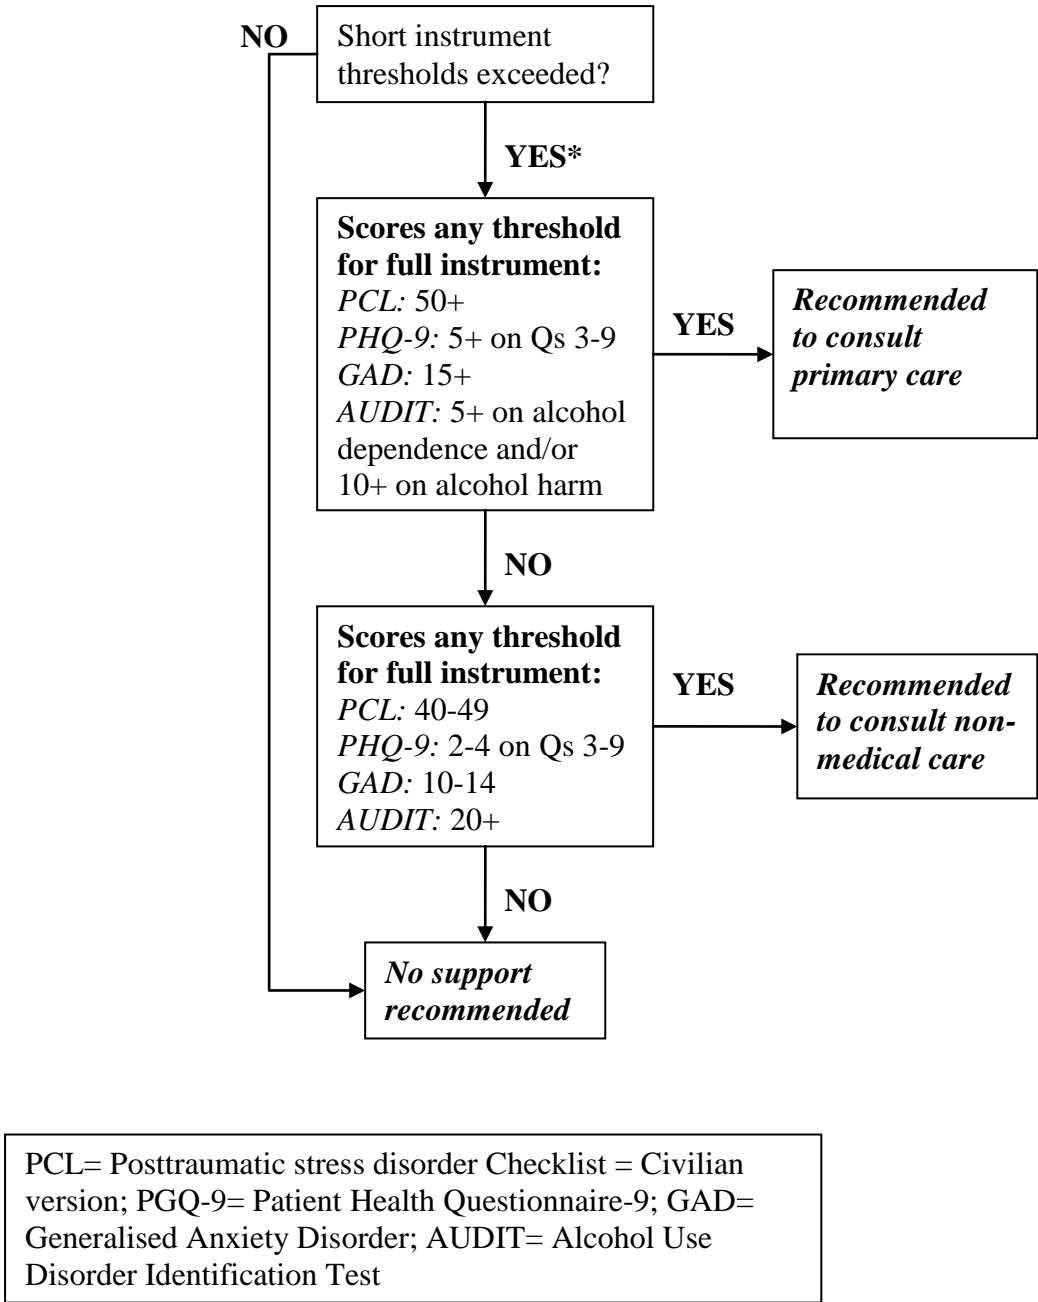 NO
Short instrument
thresholds exceeded?
YES*
Scores any threshold
for full instrument:
PCL: 50+
PHQ-9: 5+ on Qs 3-9
GAD: 15+
AUDIT: 5+ on alcohol
dependence and/or
10+ on alcohol harm
YES
Recommended
to consult
primary care
NO
Scores any threshold
for full instrument:
PCL: 40-49
PHQ-9: 2-4 on Qs 3-9
GAD: 10-14
AUDIT: 20+
YES
Recommended
to consult non-
medical care
NO
No support
recommended
PCL= Posttraumatic stress disorder Checklist = Civilian
version; PGQ-9= Patient Health Questionnaire-9; GAD=
Generalised Anxiety Disorder; AUDIT= Alcohol Use
Disorder Identification Test